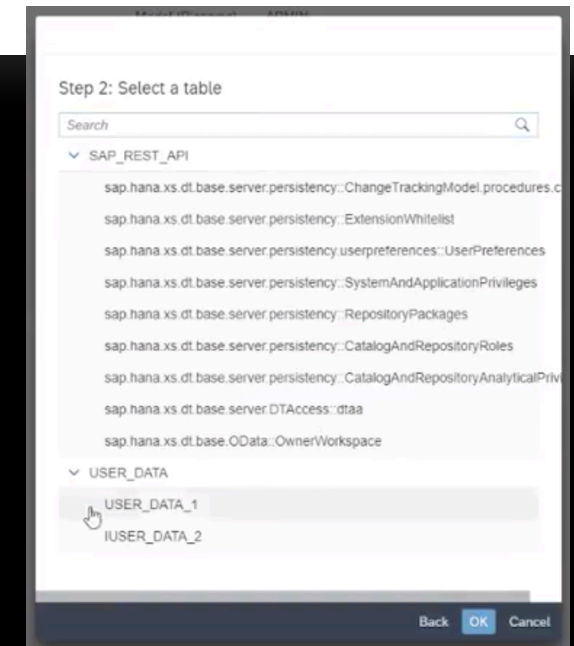 Step 2: Select a table
Search
SAP_REST_API
sap.hana.xs.dt.base.server.persistency::ChangeTrackingModel.procedures.c
sap.hana.xs.dt.base.server.persistency::ExtensionWhitelist
sap.hana.xs.dt.base.server.persistency.userpreferences::UserPreferences
sap.hana.xs.dt.base.server.persistency::SystemAndApplicationPrivileges
sap.hana.xs.dt.base.server.persistency::RepositoryPackages
sap.hana.xs.dt.base.server.persistency::CatalogAndRepositoryRoles
sap.hana.xs.dt.base.server.persistency::CatalogAndRepositoryAnalyticalPrivi
sap.hana.xs.dt.base.server.DTAccess::dtaa
sap.hana.xs.dt.base.OData::OwnerWorkspace
USER_DATA
USER_DATA_1
IUSER_DATA_2
Back OK Cancel